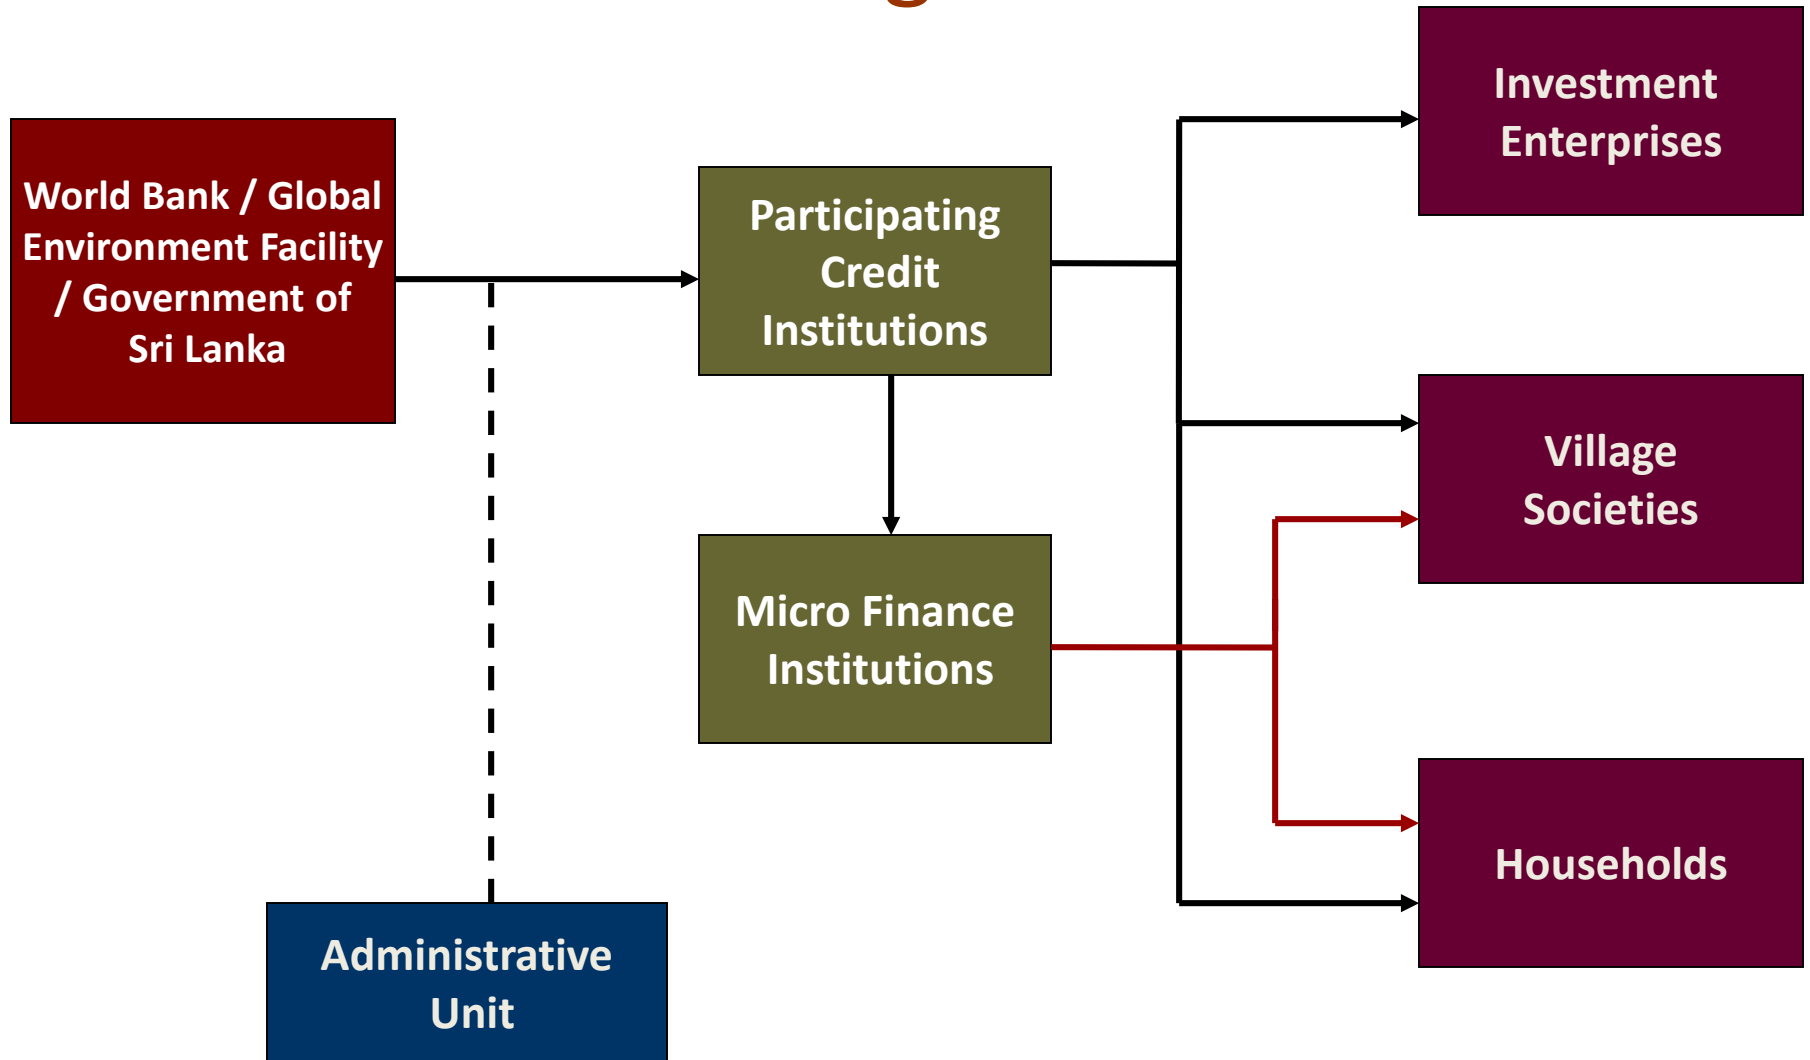 World Bank / Global
Environment Facility
/ Government of
Sri Lanka
Participating
Credit
Institutions
Investment
Enterprises
Village
Societies
Micro Finance
Institutions
Households
Administrative
Unit